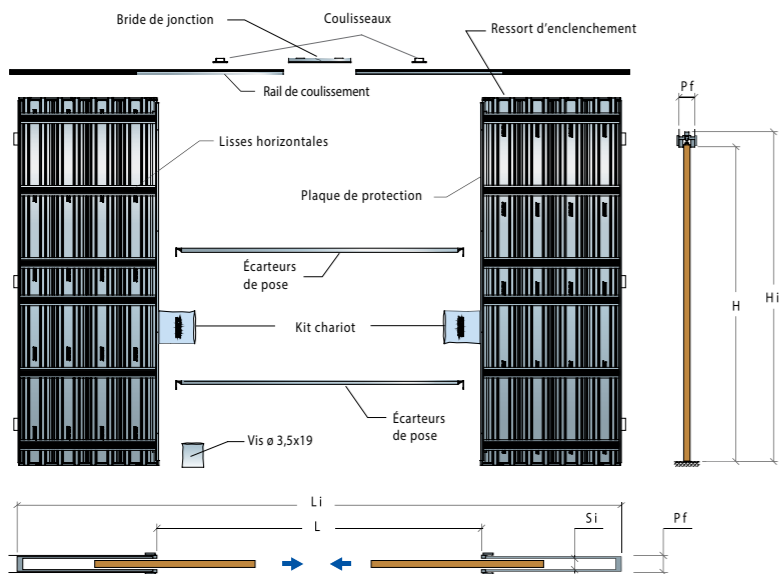 Bride de jonction
Coulisseaux
Ressort d'enclenchement
Rail de coulissement
Pf
Lisses horizontales
Plaque de protection
Écarteurs
de pose
H
Hi
Kit chariot
Écarteurs
de pose
Vis ø 3,5x19
Li
L
Si
Pf